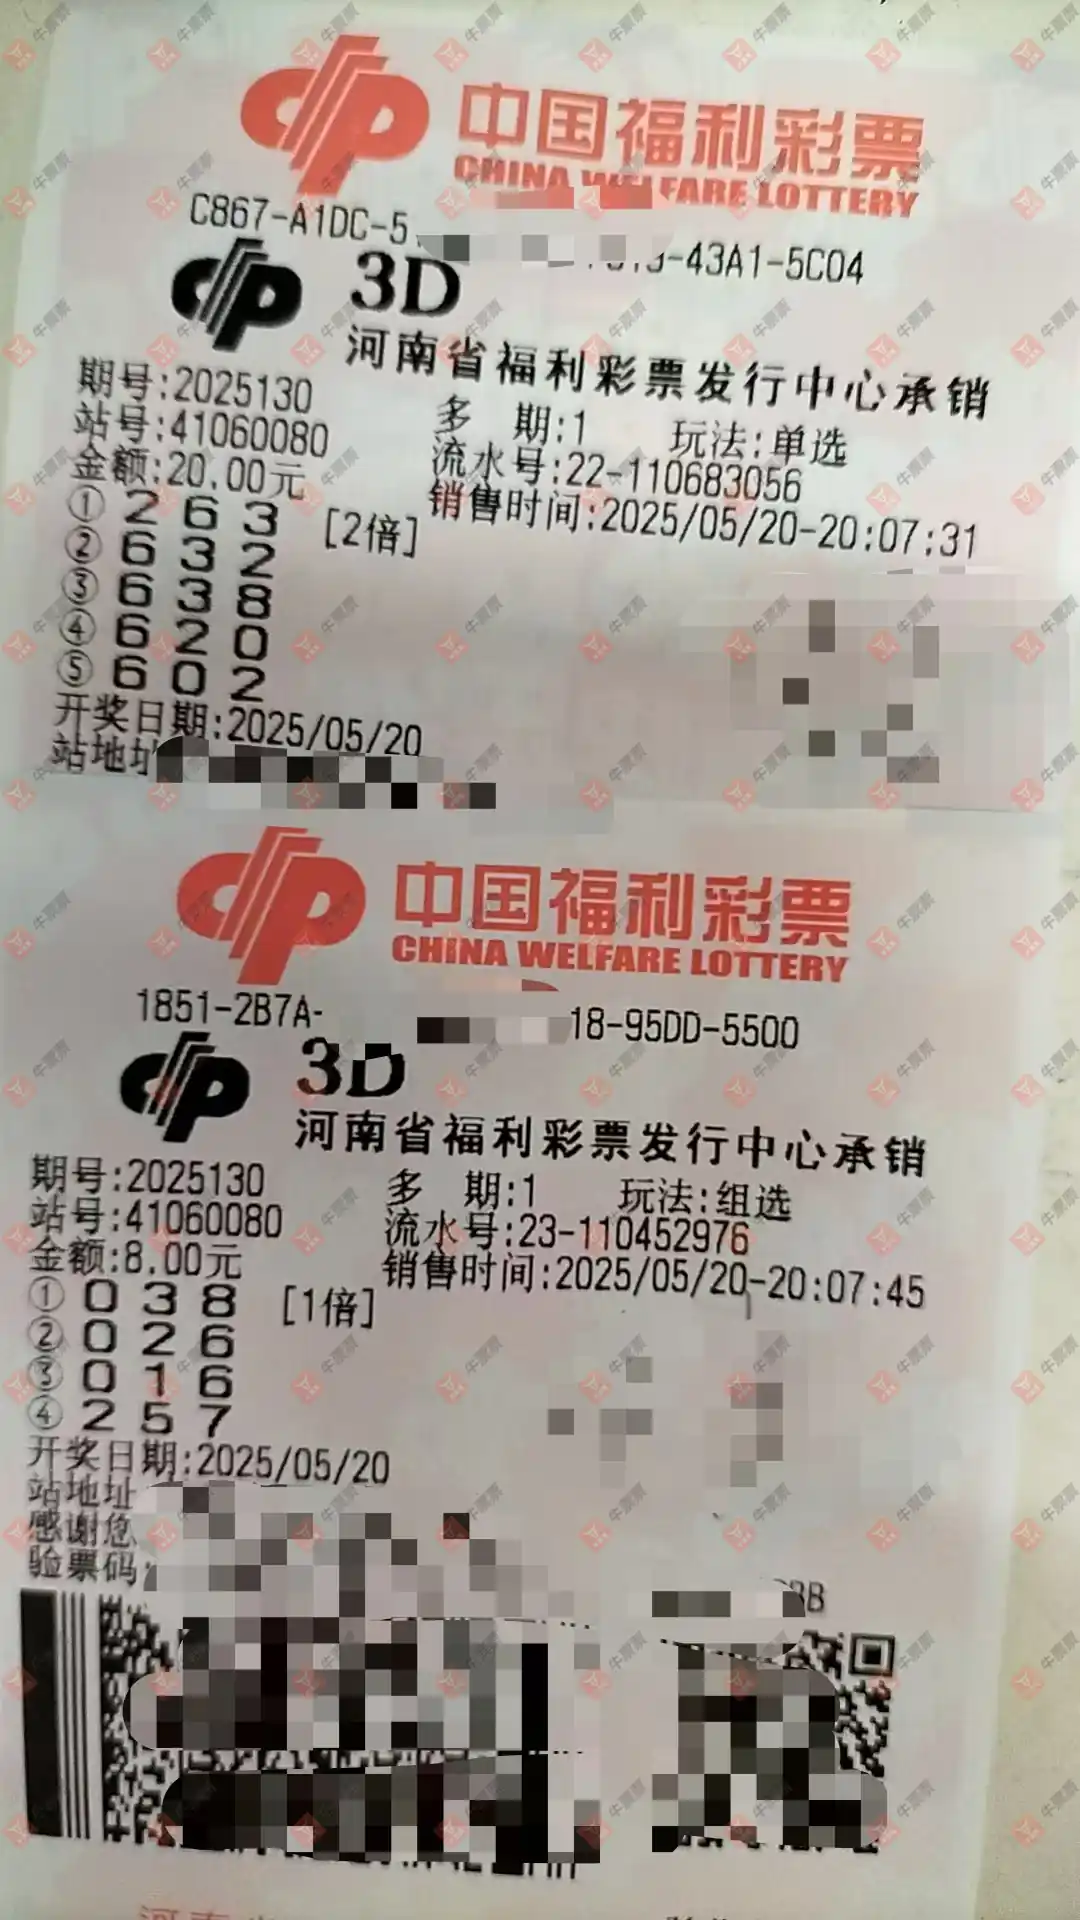 中国福利彩票
CHINA WELFARE LOTTERY
C867-A1DC-5 -43A1-5C04
3D
河南省福利彩票发行中心承销
期号:2025130
多 期:1 玩法:单选
站号:41060080
流水号:22-110683056
金额:20.00元
销售时间:2025/05/20-20:07:31
① 2 6 3 [2倍]
② 6 3 2
③ 6 3 8
④ 6 2 0
⑤ 6 0 2
开奖日期:2025/05/20
站地址
中国福利彩票
CHINA WELFARE LOTTERY
1851-2B7A- 18-95DD-5500
3D
河南省福利彩票发行中心承销
期号:2025130
多 期:1 玩法:组选
站号:41060080
流水号:23-110452976
金额:8.00元
销售时间:2025/05/20-20:07:45
① 0 3 8 [1倍]
② 0 2 6
③ 0 1 6
④ 2 5 7
开奖日期:2025/05/20
站地址
感谢您
验票码:
牛票票